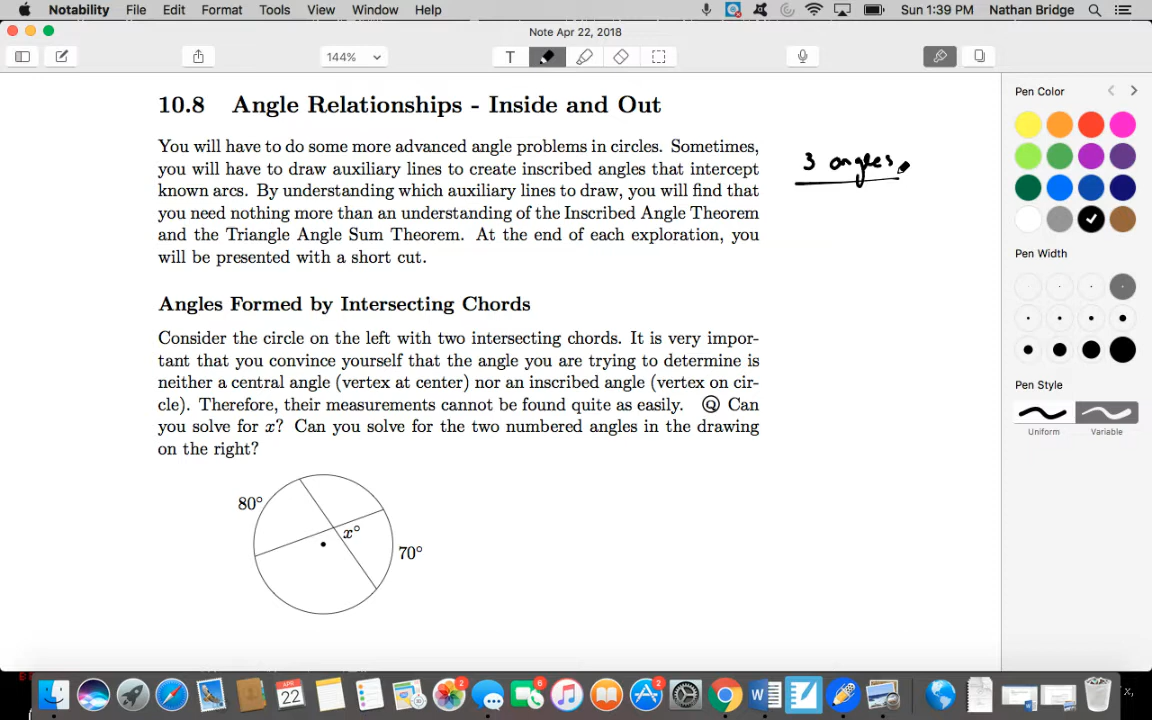 Notability File Edit Format Tools View Window Help Sun 1:39 PM Nathan Bridge
Note Apr 22, 2018
144% T
10.8 Angle Relationships - Inside and Out
You will have to do some more advanced angle problems in circles. Sometimes,
you will have to draw auxiliary lines to create inscribed angles that intercept
known arcs. By understanding which auxiliary lines to draw, you will find that
you need nothing more than an understanding of the Inscribed Angle Theorem
and the Triangle Angle Sum Theorem. At the end of each exploration, you
will be presented with a short cut.
3 angles
Angles Formed by Intersecting Chords
Consider the circle on the left with two intersecting chords. It is very impor-
tant that you convince yourself that the angle you are trying to determine is
neither a central angle (vertex at center) nor an inscribed angle (vertex on cir-
cle). Therefore, their measurements cannot be found quite as easily. Ⓠ Can
you solve for x? Can you solve for the two numbered angles in the drawing
on the right?
80°
x°
70°
Pen Color
Pen Width
Pen Style
Uniform Variable
2
6
2
APR
22
W
x,